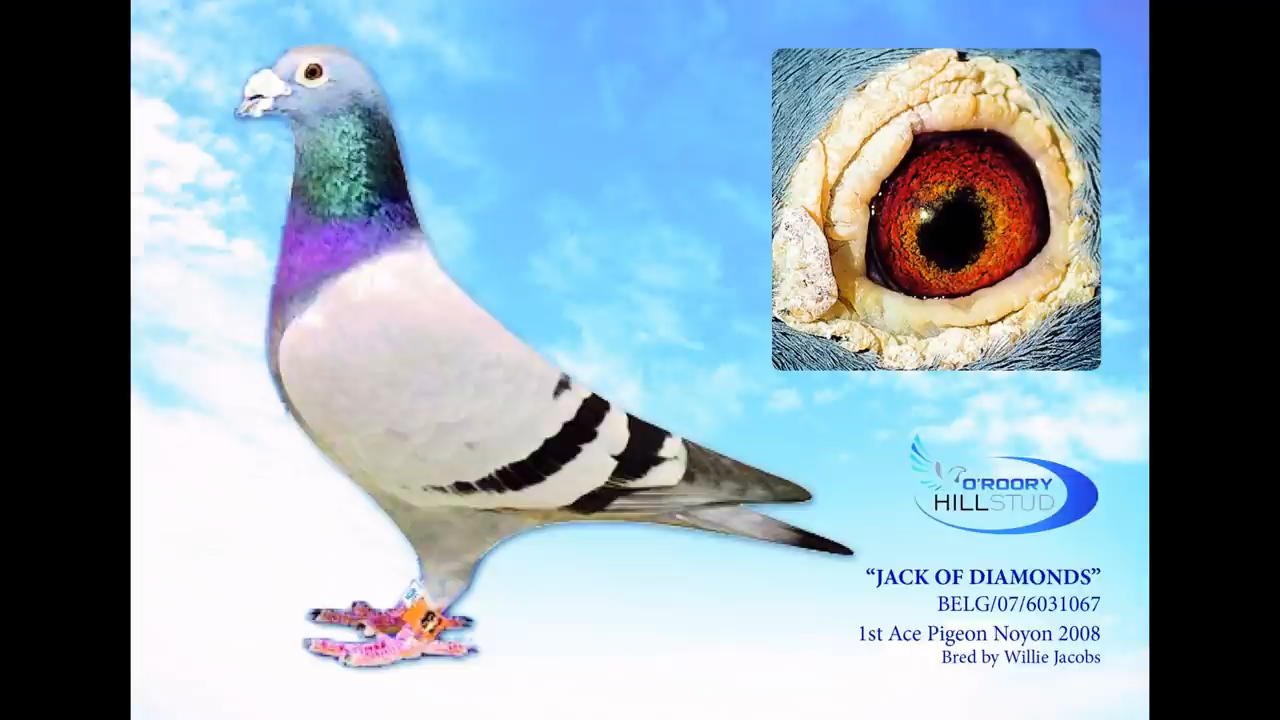 O'ROORY
HILLSTUD
“JACK OF DIAMONDS”
BELG/07/6031067
1st Ace Pigeon Noyon 2008
Bred by Willie Jacobs